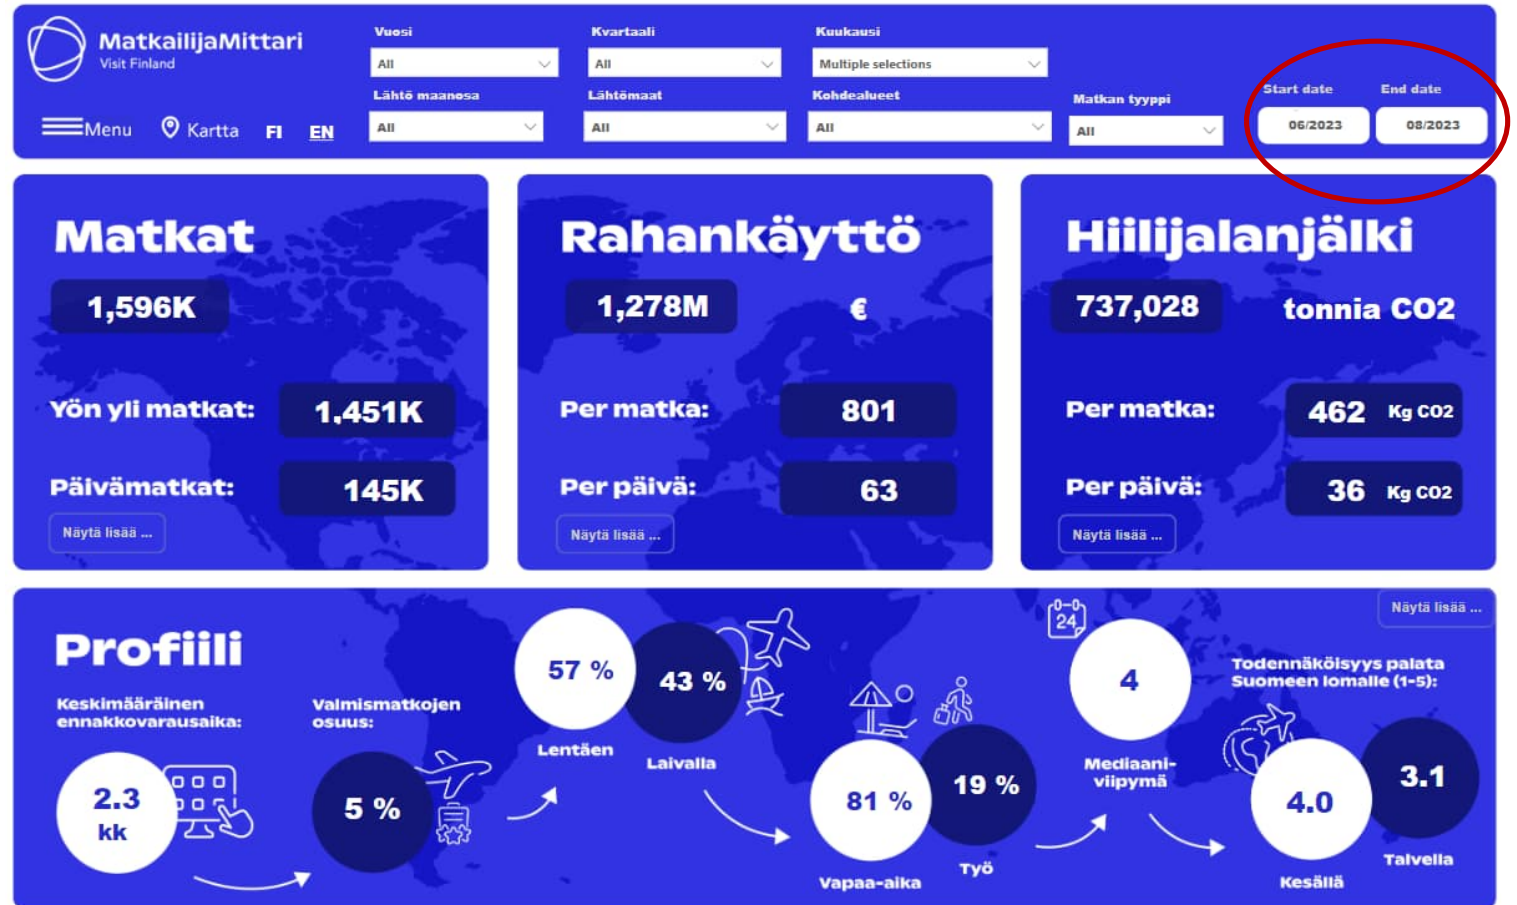 MatkailijaMittari
Visit Finland
Menu
Kartta
FI
EN
Vuosi
All
Kvartaali
All
Kuukausi
Multiple selections
Lähtö maanosa
All
Lähtömaat
All
Kohdealueet
All
Matkan tyyppi
All
Start date
06/2023
End date
08/2023
Matkat
1,596K
Yön yli matkat: 1,451K
Päivämatkat: 145K
Näytä lisää ...
Rahankäyttö
1,278M €
Per matka: 801
Per päivä: 63
Näytä lisää ...
Hiilijalanjälki
737,028 tonnia CO2
Per matka: 462 Kg CO2
Per päivä: 36 Kg CO2
Näytä lisää ...
Profiili
Näytä lisää ...
Keskimääräinen
ennakkovarausaika:
2.3
kk
Valmismatkojen
osuus:
5 %
57 %
Lentäen
43 %
Laivalla
81 %
Vapaa-aika
19 %
Työ
24
4
Mediaani-
viipymä
Todennäköisyys palata
Suomeen lomalle (1-5):
4.0
Kesällä
3.1
Talvella